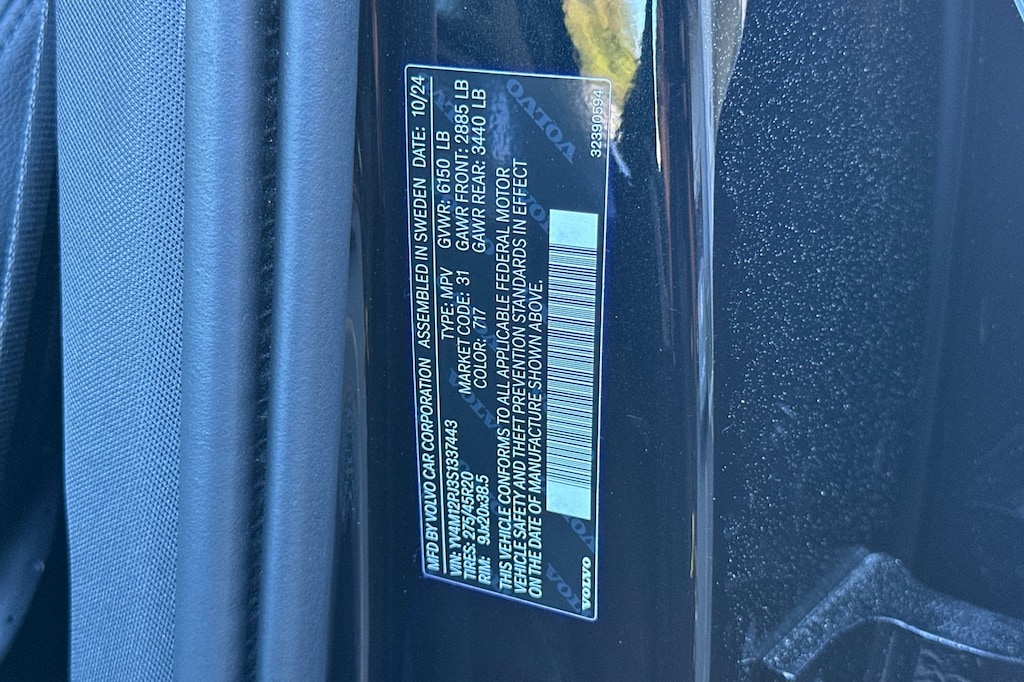 MFD BY VOLVO CAR CORPORATION ASSEMBLED IN SWEDEN DATE: 10/24
VIN: YV4M12PJ3S1337443 TYPE: MPV GVWR: 6150 LB
TIRES: 275/45R20 MARKET CODE: 31 GAWR FRONT: 2885 LB
RIM: 9Jx20x38.5 COLOR: 717 GAWR REAR: 3440 LB
THIS VEHICLE CONFORMS TO ALL APPLICABLE FEDERAL MOTOR
VEHICLE SAFETY AND THEFT PREVENTION STANDARDS IN EFFECT
ON THE DATE OF MANUFACTURE SHOWN ABOVE.
VOLVO 32390594